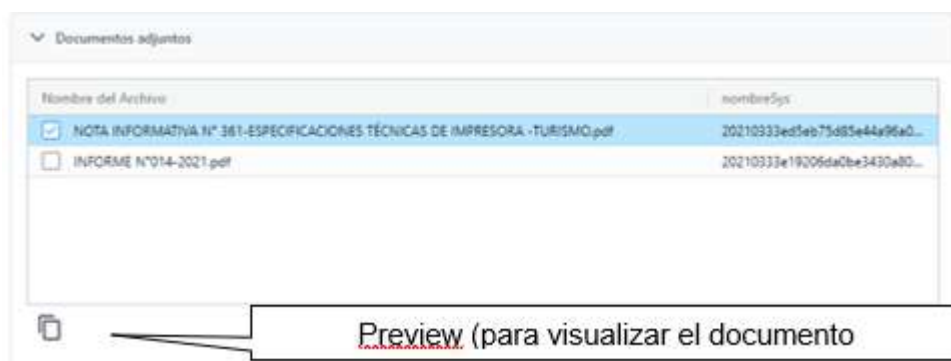 Documentos adjuntos
Nombre del Archivo nombreSys
NOTA INFORMATIVA N° 361-ESPECIFICACIONES TÉCNICAS DE IMPRESORA -TURISMO.pdf 20210333ed5eb75d85e44a96a0...
INFORME N°014-2021.pdf 20210333e19206da0be3430a80...
Preview (para visualizar el documento